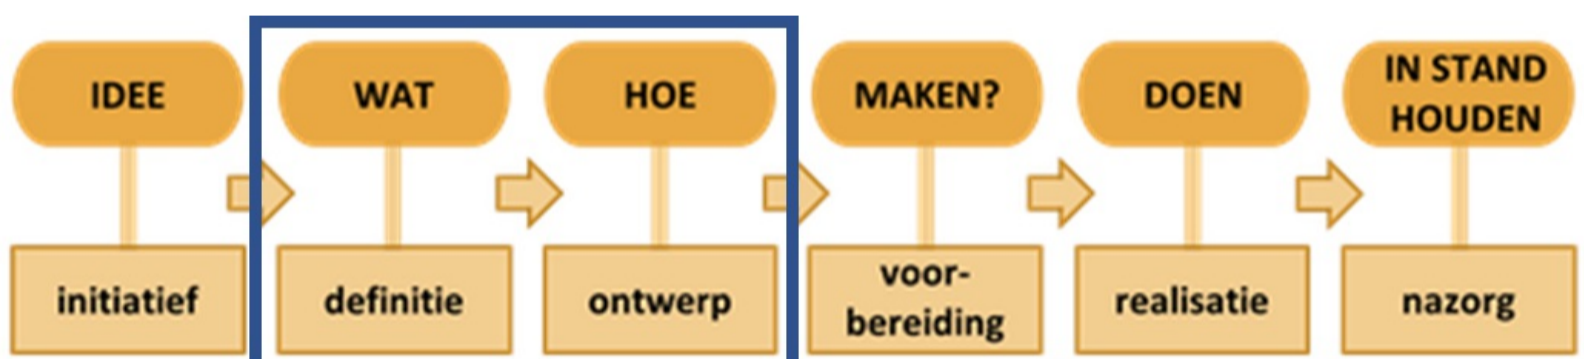 IDEE
WAT
HOE
MAKEN?
DOEN
IN STAND
HOUDEN
initiatief
definitie
ontwerp
voor-
bereiding
realisatie
nazorg